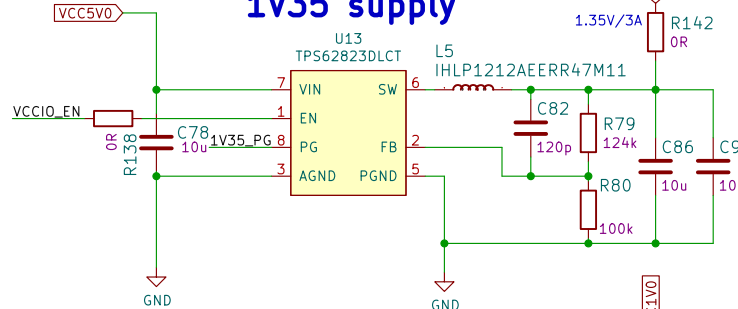 1V35 supply
VCC5V0
1.35V/3A
R142
0R
U13
TPS62823DLCT
L5
IHLP1212AEERR47M11
7 VIN SW 6
VCCIO_EN
1 EN
0R
R138
C78
10u
1V35_PG 8 PG FB 2
3 AGND PGND 5
C82
120p
R79
124k
C86
10u
R80
100k
GND
GND